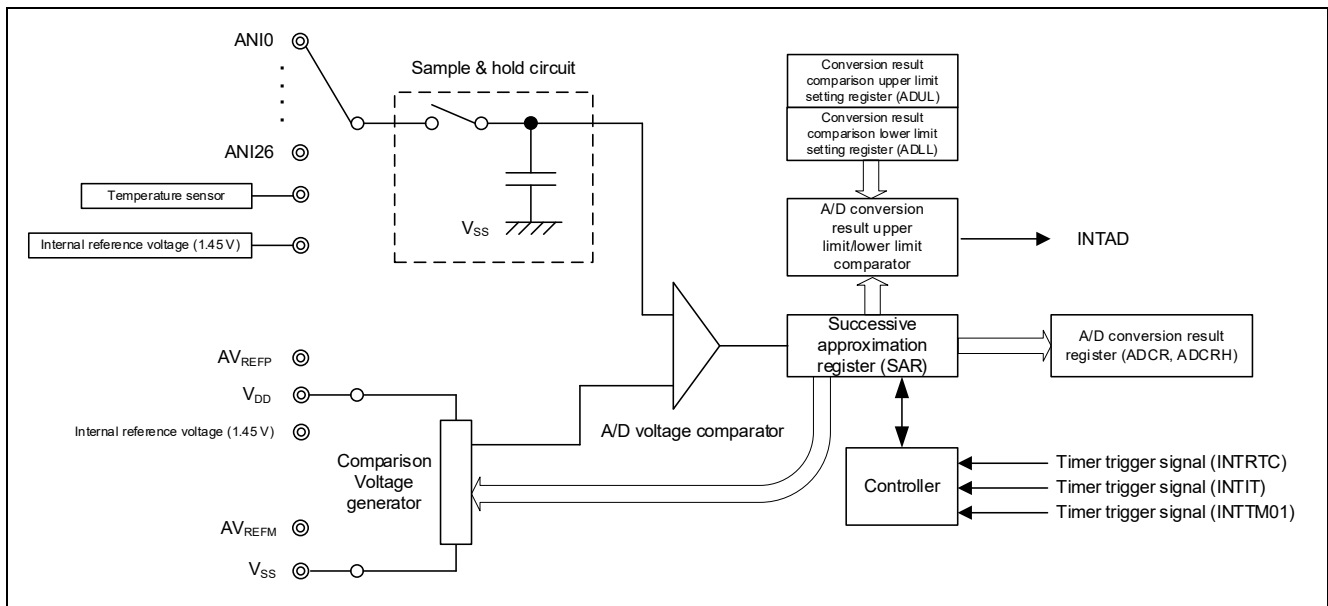 ANI0
Sample & hold circuit
ANI26
Temperature sensor
Internal reference voltage (1.45 V)
VSS
Conversion result
comparison upper limit
setting register (ADUL)
Conversion result
comparison lower limit
setting register (ADLL)
A/D conversion
result upper
limit/lower limit
comparator
INTAD
AVREFP
VDD
Internal reference voltage (1.45 V)
Comparison
Voltage
generator
AVREFM
VSS
A/D voltage comparator
Successive
approximation
register (SAR)
A/D conversion result
register (ADCR, ADCRH)
Controller
Timer trigger signal (INTRTC)
Timer trigger signal (INTIT)
Timer trigger signal (INTTM01)